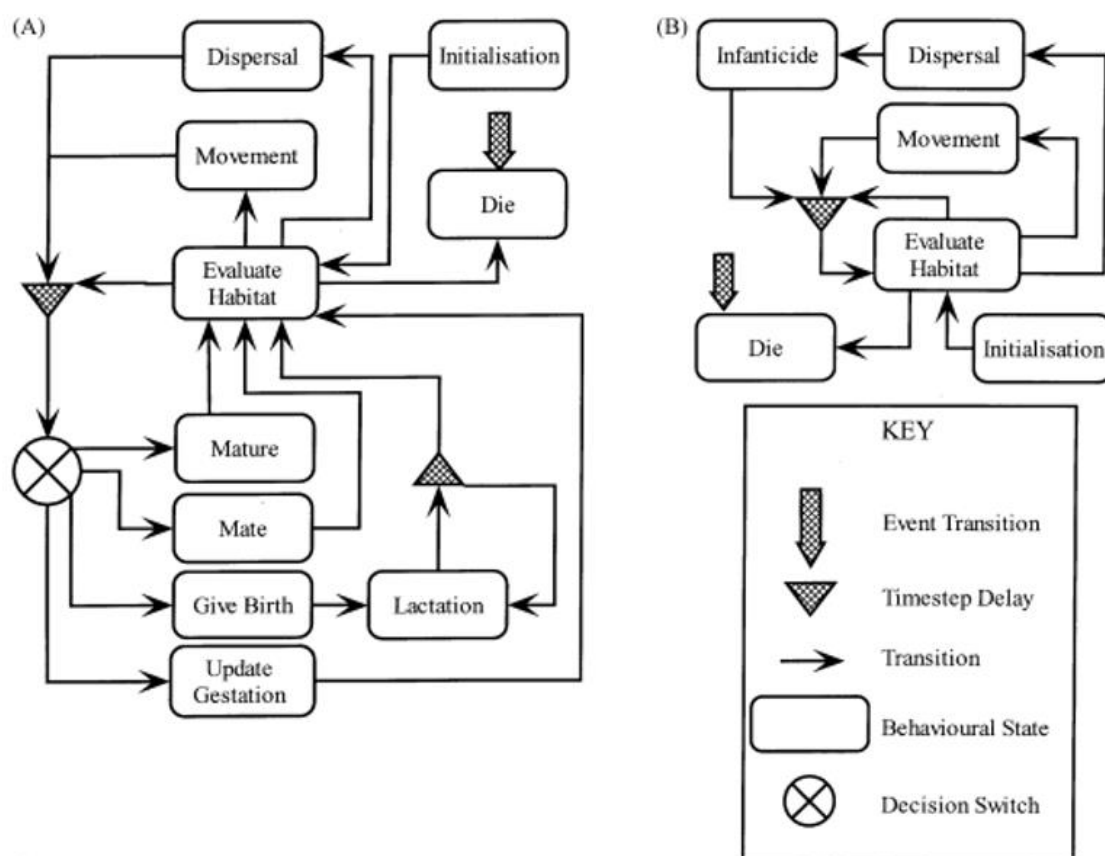 (A)
Dispersal
Initialisation
Movement
Die
Evaluate
Habitat
Mature
Mate
Give Birth
Lactation
Update
Gestation
(B)
Infanticide
Dispersal
Movement
Evaluate
Habitat
Die
Initialisation
KEY
Event Transition
Timestep Delay
Transition
Behavioural State
Decision Switch